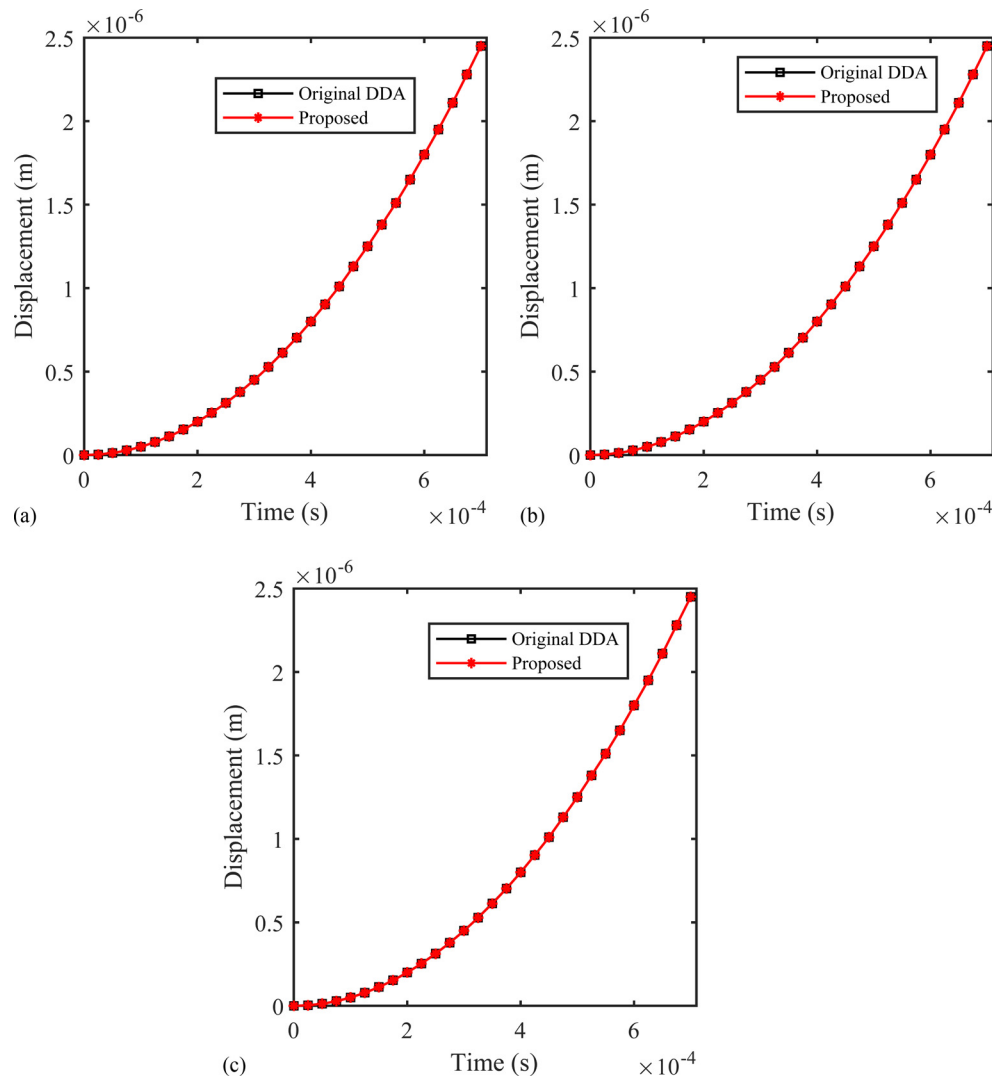 ×10⁻⁶
2.5
2
1.5
1
0.5
0
Displacement (m)
Original DDA
Proposed
0 2 4 6
Time (s)
×10⁻⁴
(a)
×10⁻⁶
2.5
2
1.5
1
0.5
0
Displacement (m)
Original DDA
Proposed
0 2 4 6
Time (s)
×10⁻⁴
(b)
×10⁻⁶
2.5
2
1.5
1
0.5
0
Displacement (m)
Original DDA
Proposed
0 2 4 6
Time (s)
×10⁻⁴
(c)